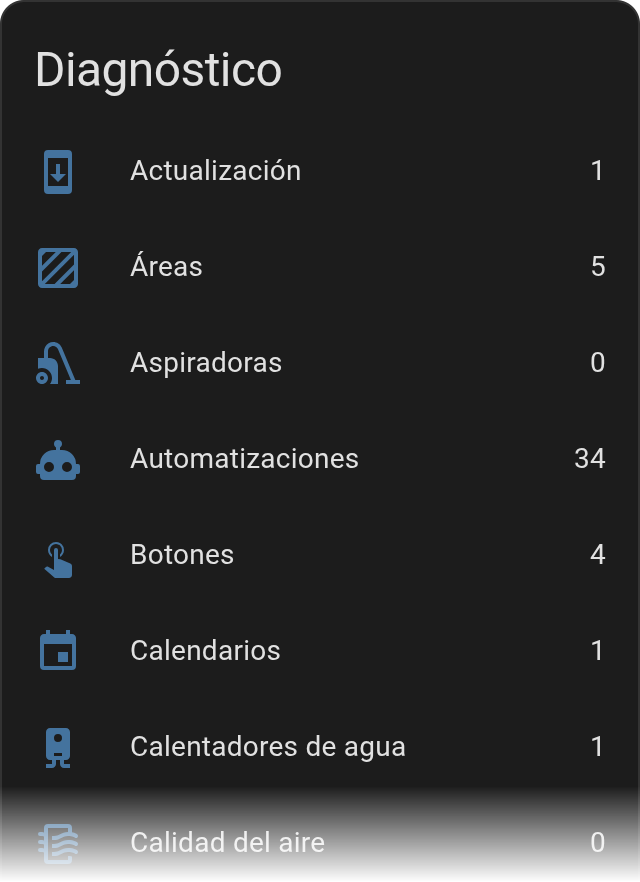 Diagnóstico
Actualización 1
Áreas 5
Aspiradoras 0
Automatizaciones 34
Botones 4
Calendarios 1
Calentadores de agua 1
Calidad del aire 0